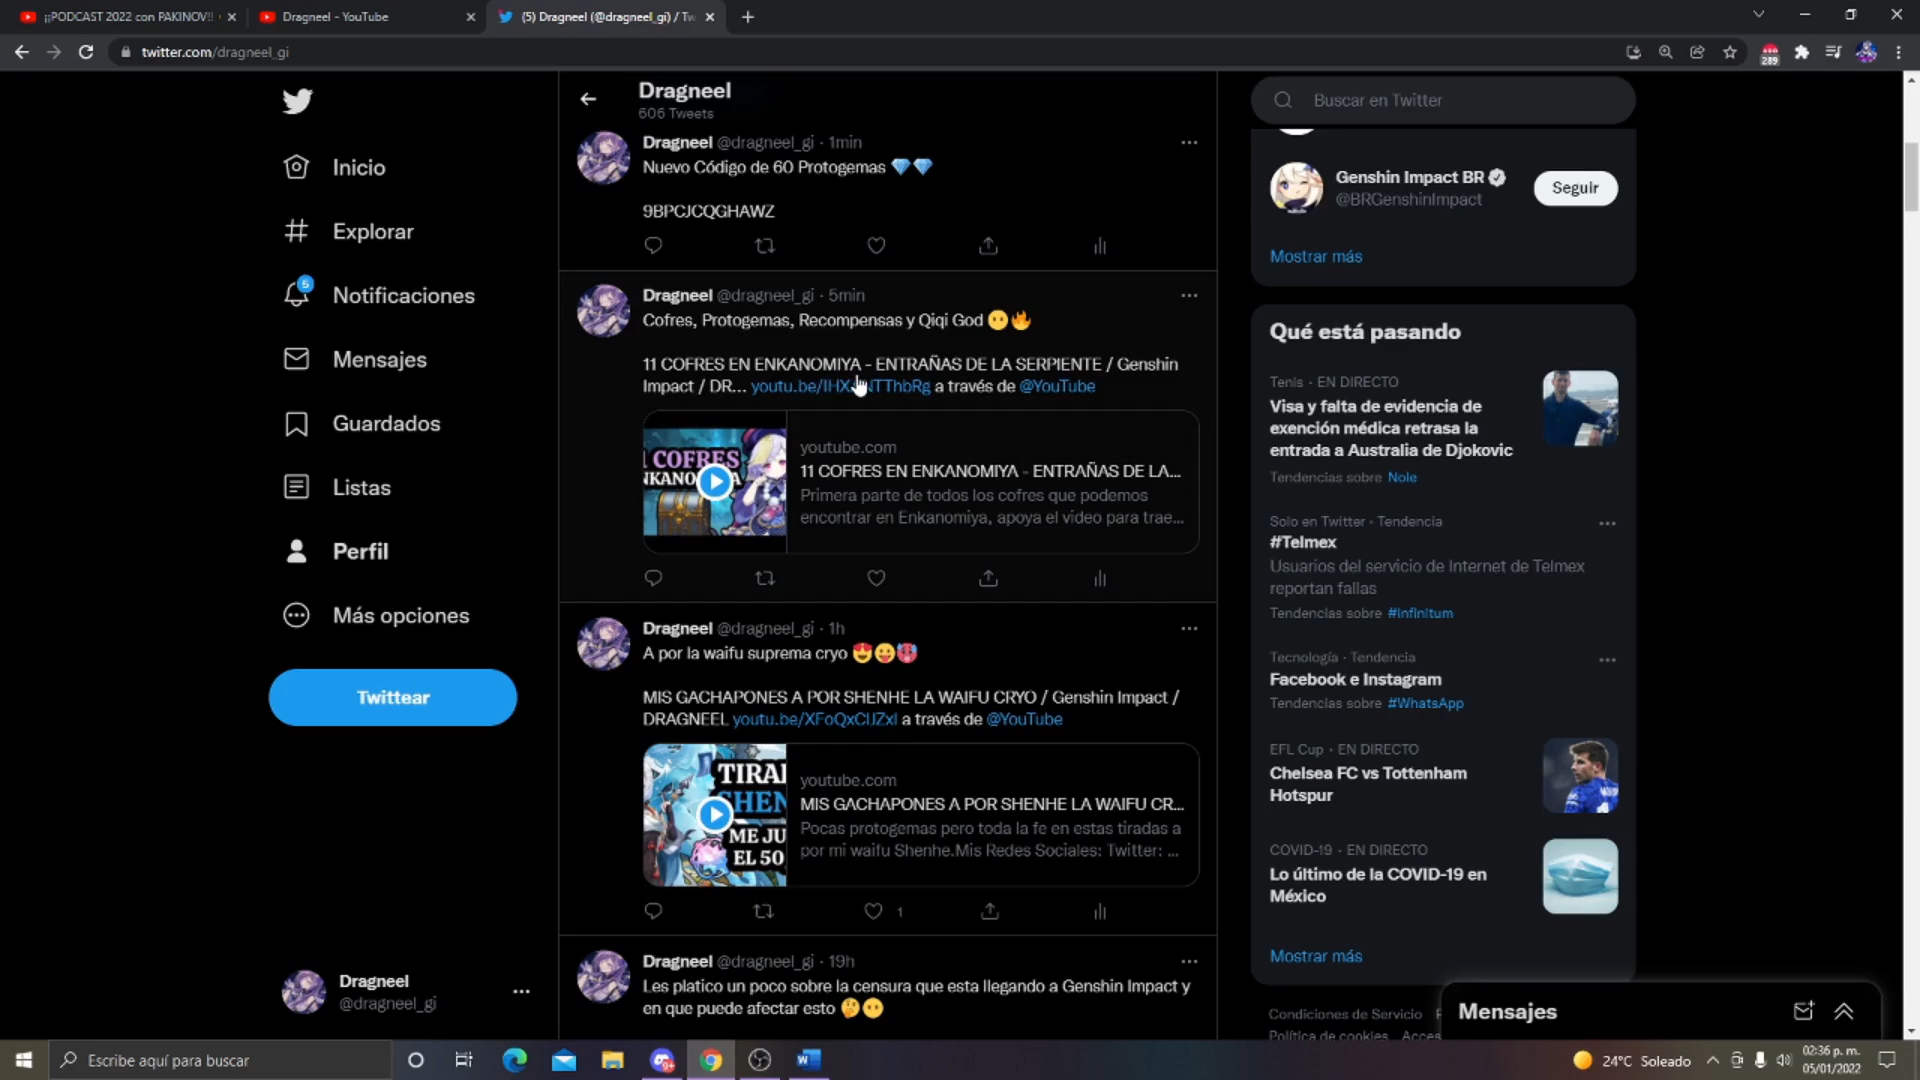 ¡¡PODCAST 2022 con PAKINOV!!
Dragneel - YouTube
(5) Dragneel (@dragneel_gi) / Tw
twitter.com/dragneel_gi
289
Dragneel
606 Tweets
Inicio
Explorar
5
Notificaciones
Mensajes
Guardados
Listas
Perfil
Más opciones
Twittear
Dragneel
@dragneel_gi
Dragneel @dragneel_gi · 1min
Nuevo Código de 60 Protogemas
9BPCJCQGHAWZ
Dragneel @dragneel_gi · 5min
Cofres, Protogemas, Recompensas y Qiqi God
11 COFRES EN ENKANOMIYA - ENTRAÑAS DE LA SERPIENTE / Genshin
Impact / DR... a través de @YouTube
COFRES
youtube.com
11 COFRES EN ENKANOMIYA - ENTRAÑAS DE LA...
Primera parte de todos los cofres que podemos
encontrar en Enkanomiya, apoya el video para trae...
Dragneel @dragneel_gi · 1h
A por la waifu suprema cryo
MIS GACHAPONES A POR SHENHE LA WAIFU CRYO / Genshin Impact /
DRAGNEEL youtu.be/XFoQxCUZxI a través de @YouTube
TIRA
SHEN
ME JU
EL 50
youtube.com
MIS GACHAPONES A POR SHENHE LA WAIFU CR...
Pocas protogemas pero toda la fe en estas tiradas a
por mi waifu Shenhe.Mis Redes Sociales: Twitter: ...
1
Dragneel @dragneel_gi · 19h
Les platico un poco sobre la censura que esta llegando a Genshin Impact y
en que puede afectar esto
Buscar en Twitter
Genshin Impact BR
@BRGenshinImpact
Seguir
Mostrar más
Qué está pasando
Tenis · EN DIRECTO
Visa y falta de evidencia de
exención médica retrasa la
entrada a Australia de Djokovic
Tendencias sobre Nole
Solo en Twitter · Tendencia
#Telmex
Usuarios del servicio de Internet de Telmex
reportan fallas
Tendencias sobre #Infinitum
Tecnología · Tendencia
Facebook e Instagram
Tendencias sobre #WhatsApp
EFL Cup · EN DIRECTO
Chelsea FC vs Tottenham
Hotspur
COVID-19 · EN DIRECTO
Lo último de la COVID-19 en
México
Mostrar más
Condiciones de Servicio
Política de cookies
Mensajes
Escribe aquí para buscar
24°C Soleado
02:36 p. m.
05/01/2022